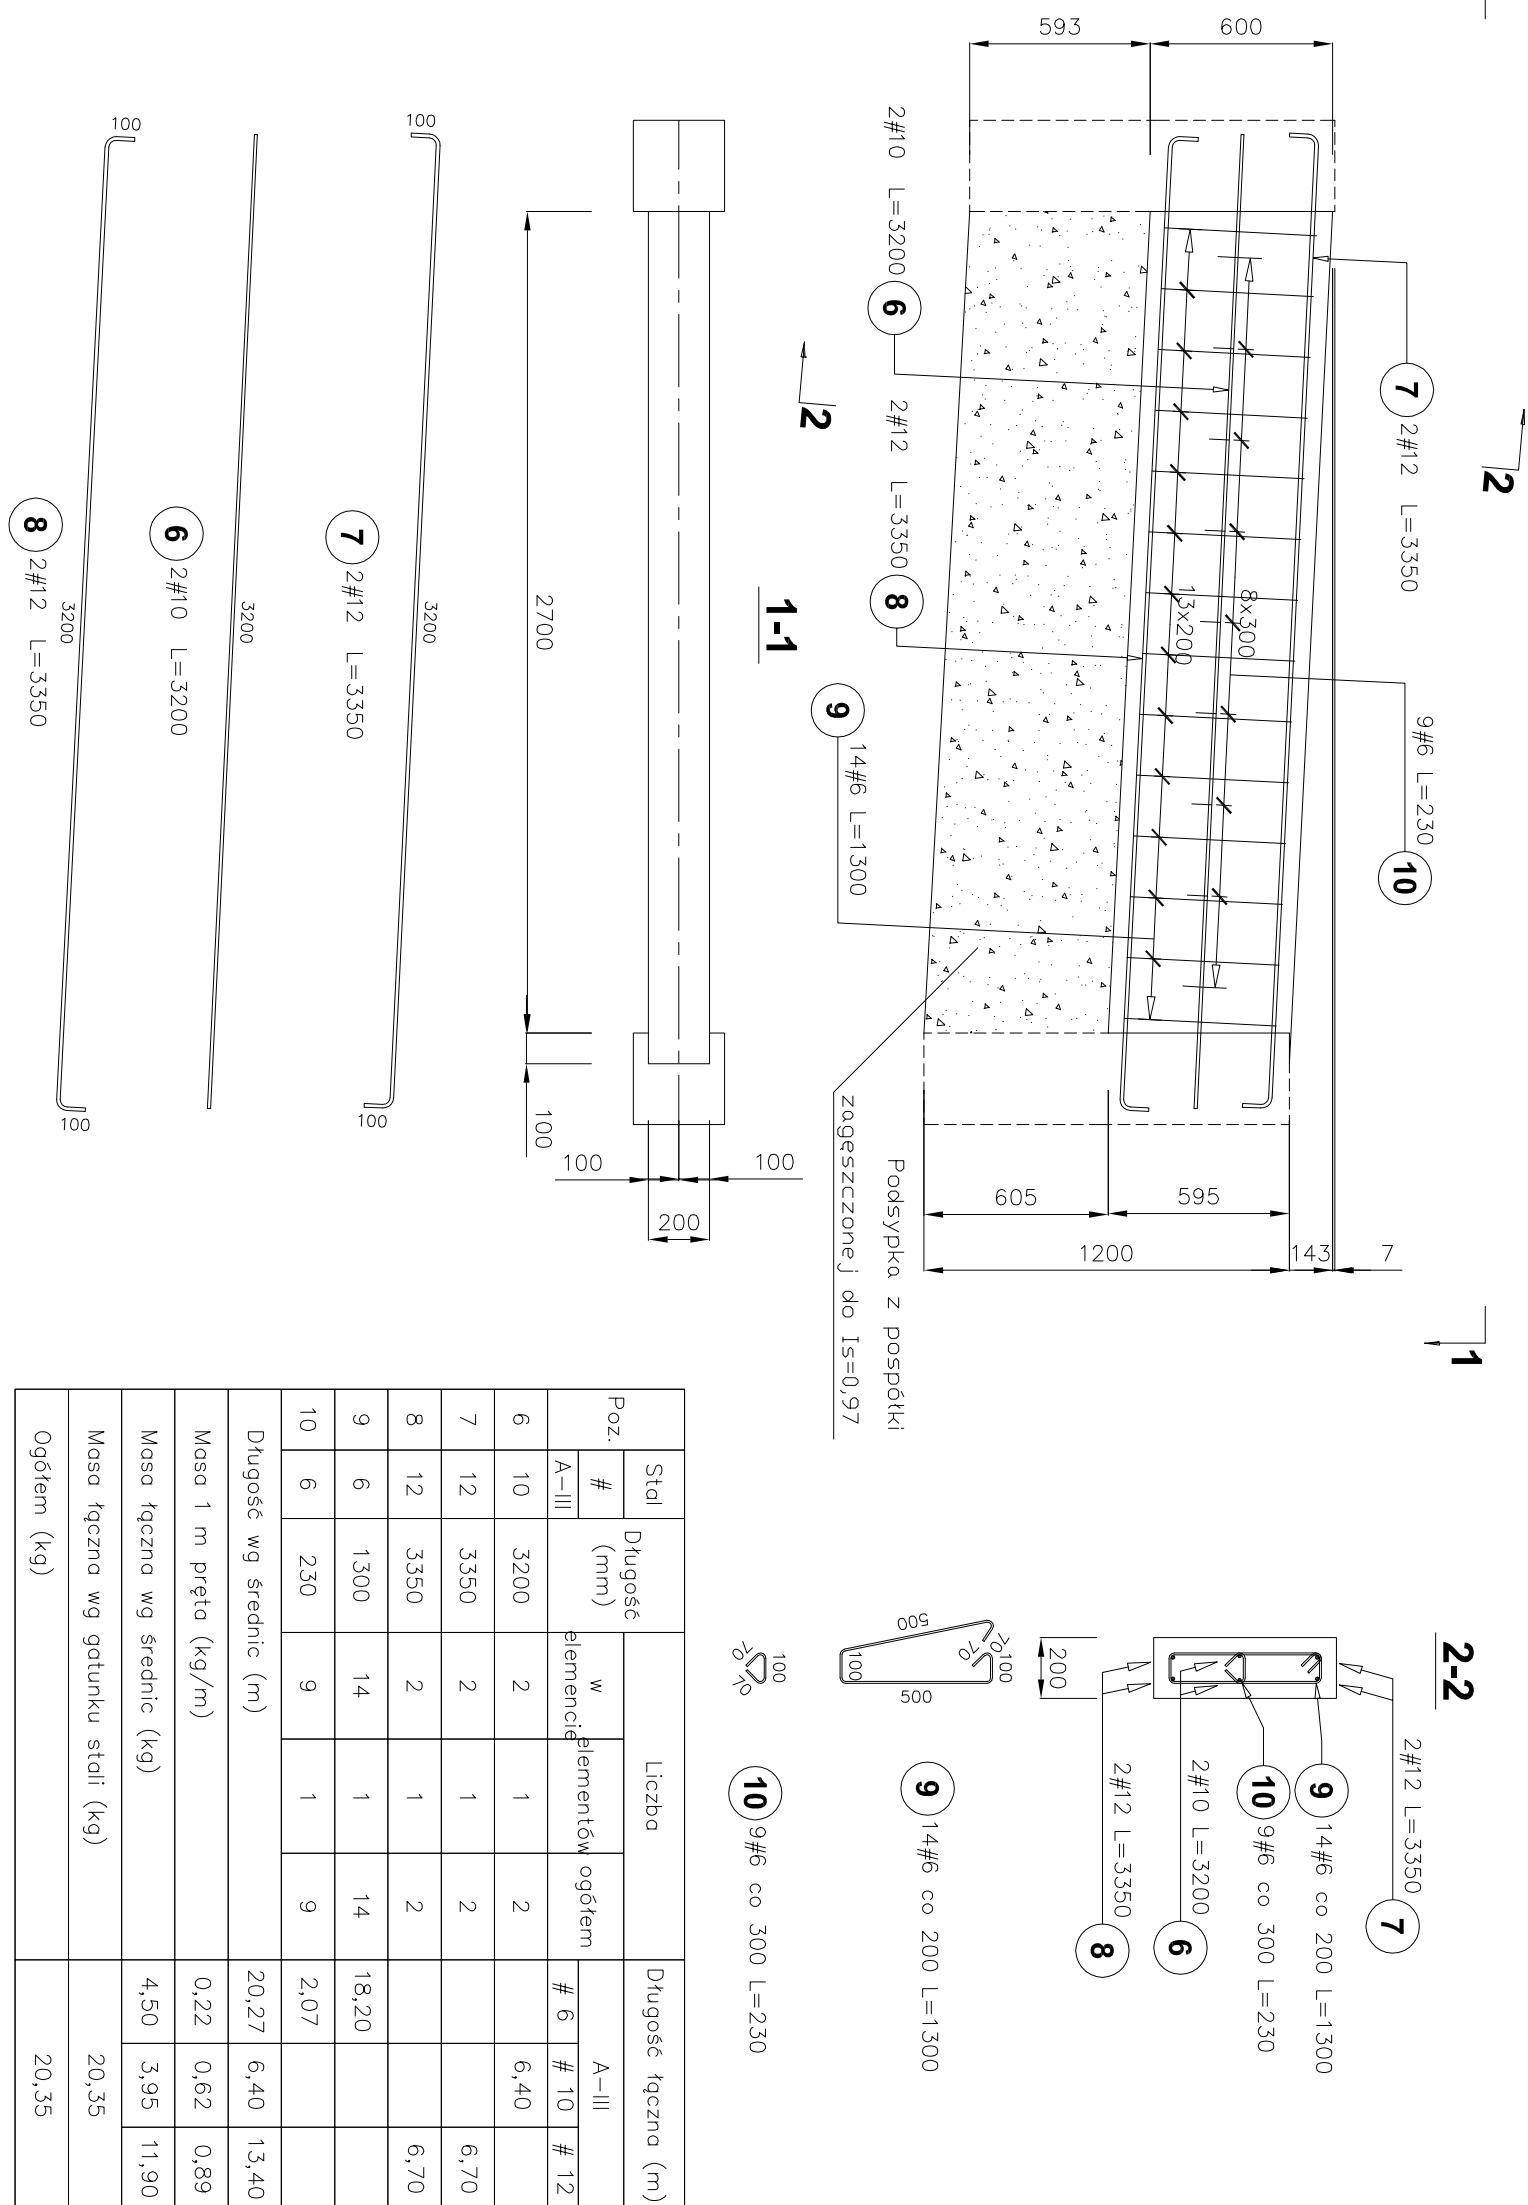 2
2
7 2#12 L=3350
9#6 L=230 10
2#10 L=3200 6
2#12 L=3350 8
9 14#6 L=1300
8x300
13x200
593
600
605
595
1200
143
7
Podsypka z pospółki
zagęszczonej do Is=0,97
1
1-1
2700
100
100
100
200
100
3200
100
7 2#12 L=3350
3200
6 2#10 L=3200
100
3200
100
8 2#12 L=3350
2-2
2#12 L=3350 7
9 14#6 co 200 L=1300
10 9#6 co 300 L=230
2#10 L=3200 6
2#12 L=3350 8
200
500
70
70
100
100
500
9 14#6 co 200 L=1300
100
70
70
10 9#6 co 300 L=230
Poz. Stal Długość Liczba Długość łączna (m)
# (mm) w elementów ogółem A-III
A-III elemencie # 6 # 10 # 12
6 10 3200 2 1 2 6,40
7 12 3350 2 1 2 6,70
8 12 3350 2 1 2 6,70
9 6 1300 14 1 14 18,20
10 6 230 9 1 9 2,07
Długość wg średnic (m) 20,27 6,40 13,40
Masa 1 m pręta (kg/m) 0,22 0,62 0,89
Masa łączna wg średnic (kg) 4,50 3,95 11,90
Masa łączna wg gatunku stali (kg) 20,35
Ogółem (kg) 20,35